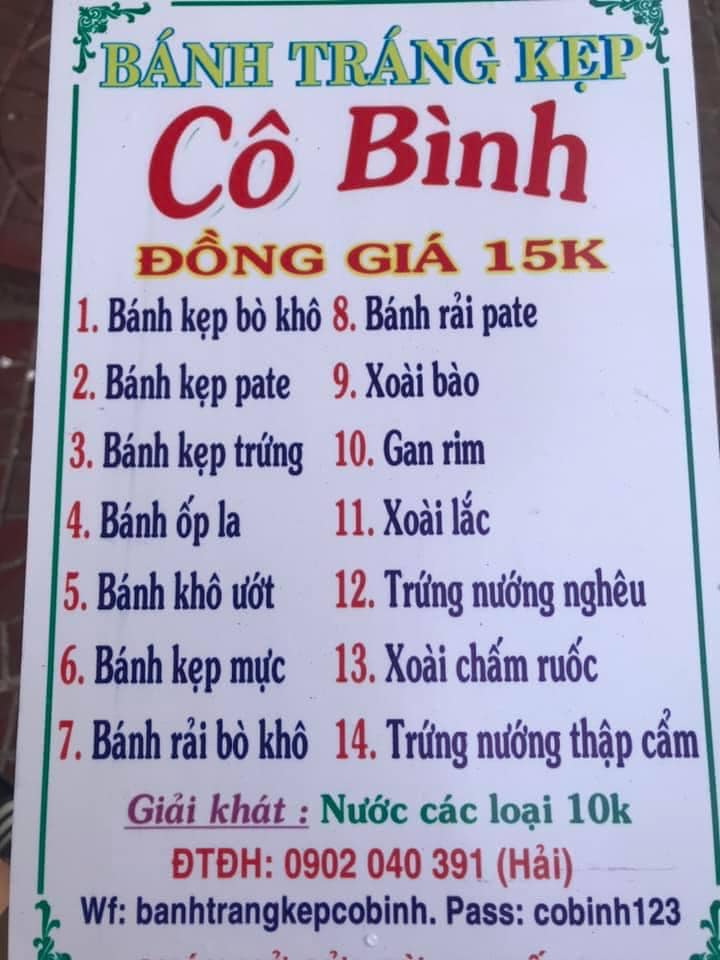 BÁNH TRÁNG KẸP
Cô Bình
ĐỒNG GIÁ 15K
1. Bánh kẹp bò khô
2. Bánh kẹp pate
3. Bánh kẹp trứng
4. Bánh ốp la
5. Bánh khô ướt
6. Bánh kẹp mực
7. Bánh rải bò khô
8. Bánh rải pate
9. Xoài bào
10. Gan rim
11. Xoài lắc
12. Trứng nướng nghêu
13. Xoài chấm ruốc
14. Trứng nướng thập cẩm
Giải khát : Nước các loại 10k
ĐTĐH: 0902 040 391 (Hải)
Wf: banhtrangkepcobinh. Pass: cobinh123